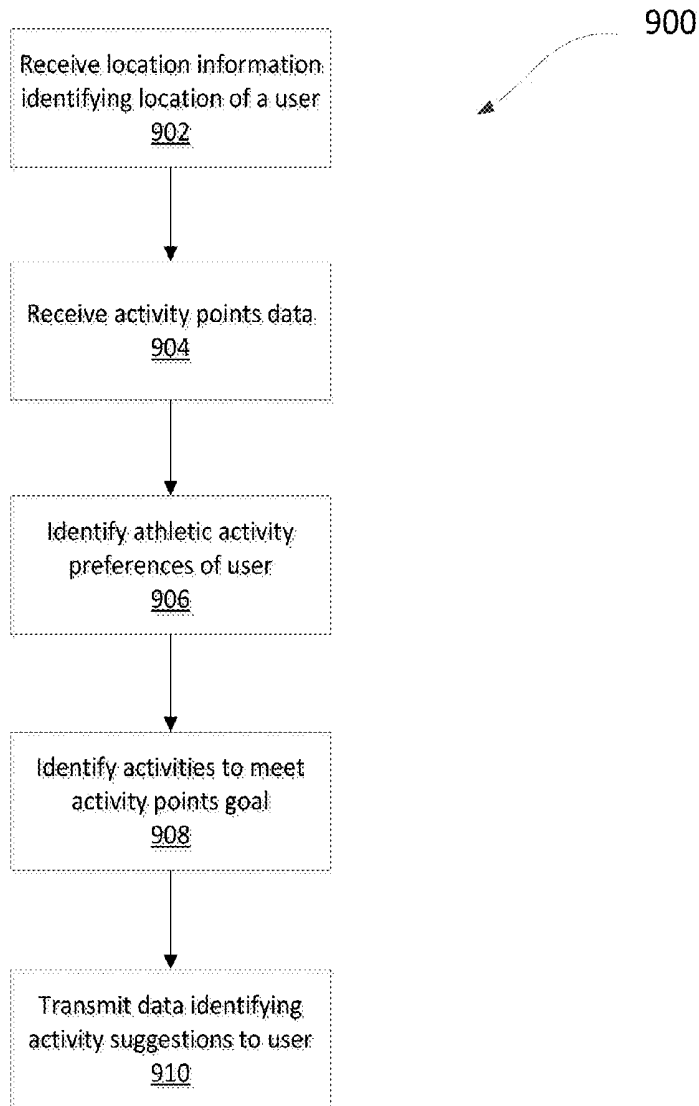 900
Receive location information
identifying location of a user
902
Receive activity points data
904
Identify athletic activity
preferences of user
906
Identify activities to meet
activity points goal
908
Transmit data identifying
activity suggestions to user
910